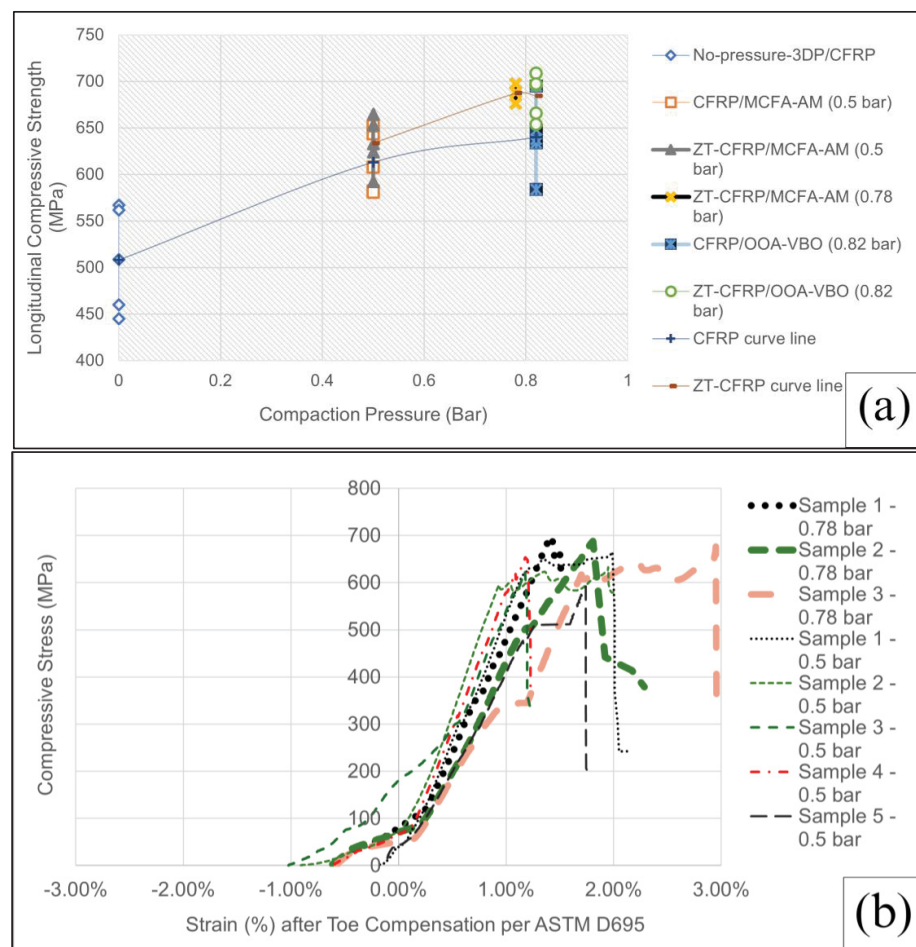 750
700
650
600
550
500
450
400
0
0.2
0.4
0.6
0.8
1
Longitudinal Compressive Strength
(MPa)
Compaction Pressure (Bar)
No-pressure-3DP/CFRP
CFRP/MCFA-AM (0.5 bar)
ZT-CFRP/MCFA-AM (0.5
bar)
ZT-CFRP/MCFA-AM (0.78
bar)
CFRP/OOA-VBO (0.82 bar)
ZT-CFRP/OOA-VBO (0.82
bar)
CFRP curve line
ZT-CFRP curve line
(a)
800
700
600
500
400
300
200
100
0
-3.00%
-2.00%
-1.00%
0.00%
1.00%
2.00%
3.00%
Compressive Stress (MPa)
Strain (%) after Toe Compensation per ASTM D695
Sample 1 -
0.78 bar
Sample 2 -
0.78 bar
Sample 3 -
0.78 bar
Sample 1 -
0.5 bar
Sample 2 -
0.5 bar
Sample 3 -
0.5 bar
Sample 4 -
0.5 bar
Sample 5 -
0.5 bar
(b)